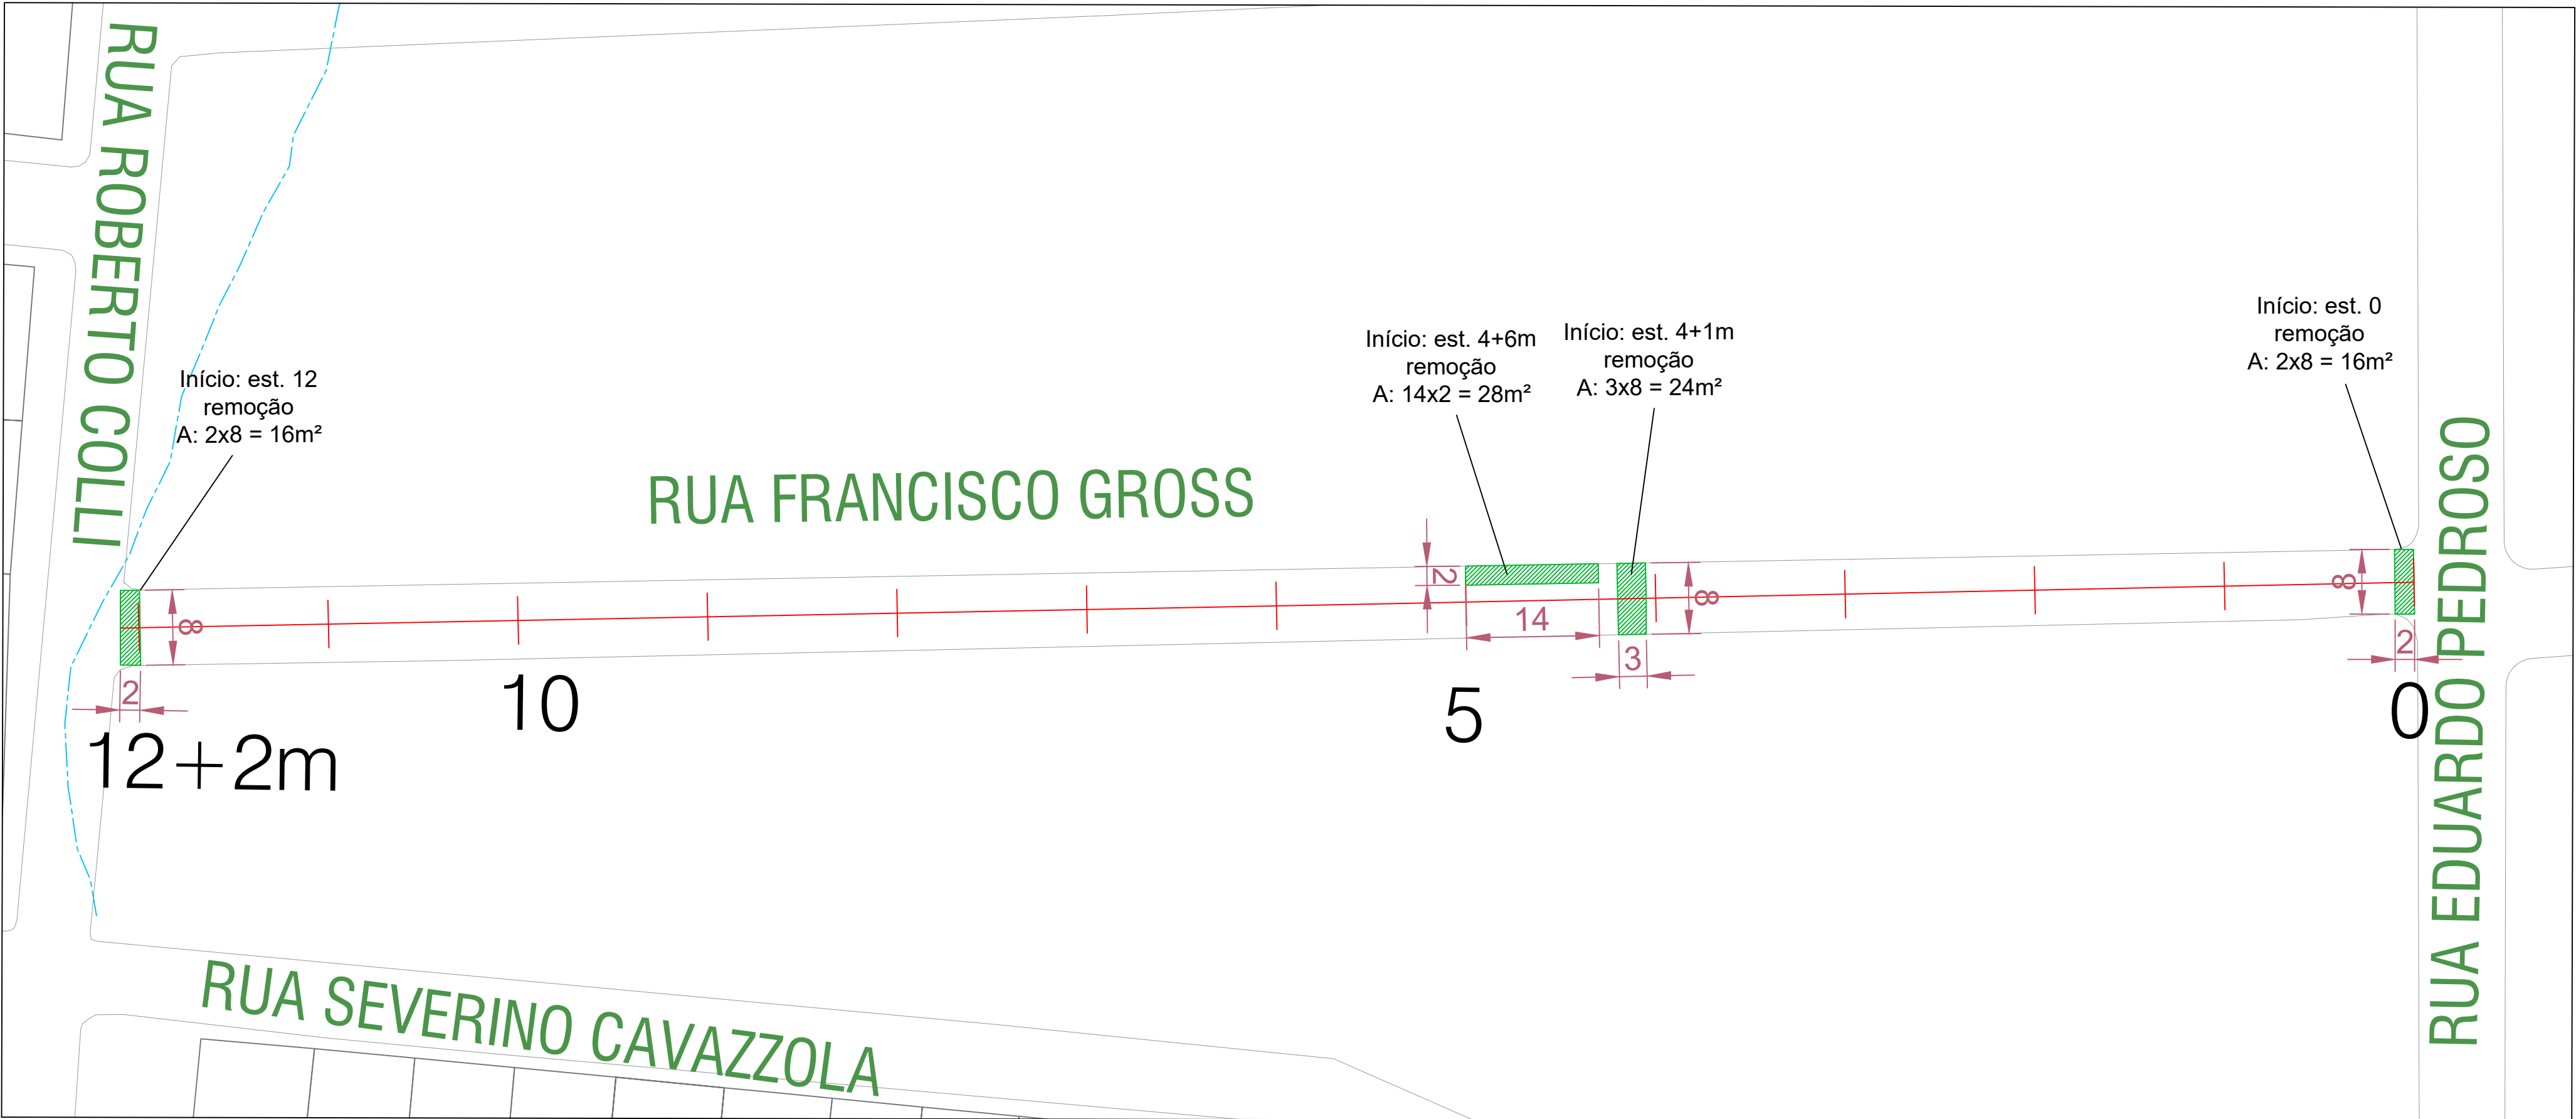 RUA ROBERTO COLLI
Início: est. 12
remoção
A: 2x8 = 16m²
RUA FRANCISCO GROSS
Início: est. 4+6m
remoção
A: 14x2 = 28m²
Início: est. 4+1m
remoção
A: 3x8 = 24m²
Início: est. 0
remoção
A: 2x8 = 16m²
RUA EDUARDO PEDROSO
8
2
12+2m
10
2
14
5
3
8
8
2
0
RUA SEVERINO CAVAZZOLA